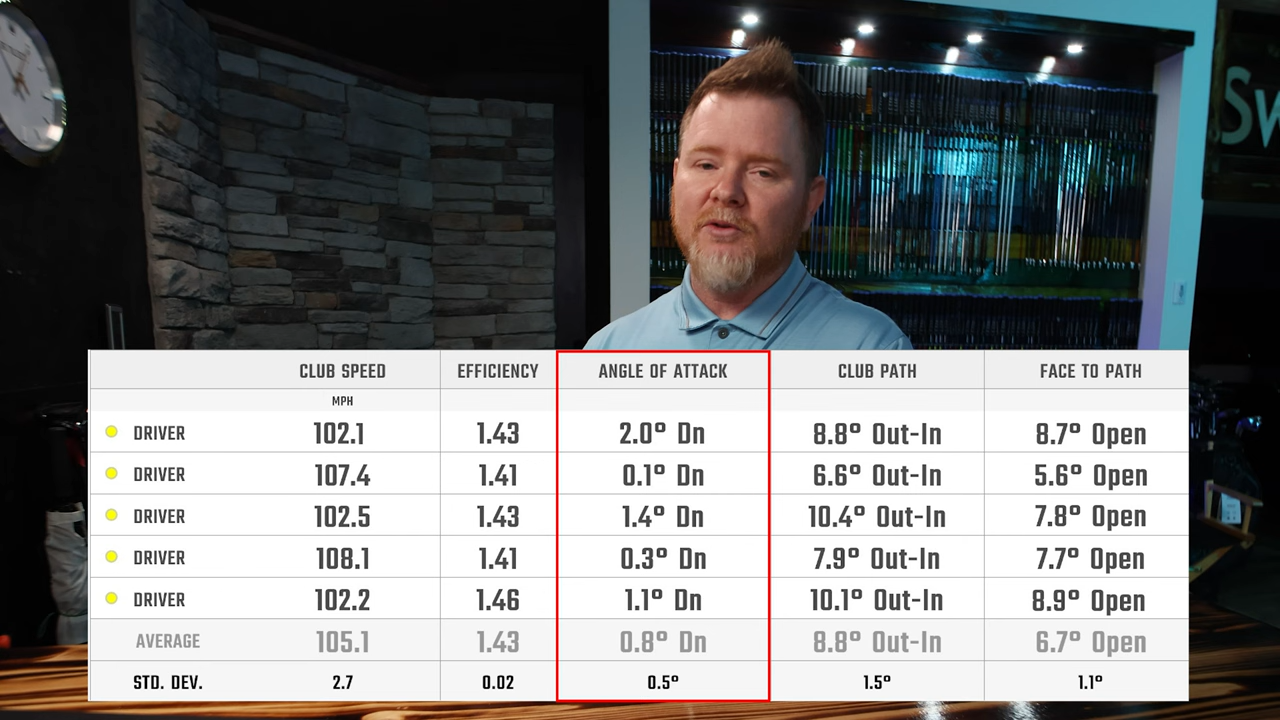 Sw
CLUB SPEED EFFICIENCY ANGLE OF ATTACK CLUB PATH FACE TO PATH
MPH
DRIVER 102.1 1.43 2.0° Dn 8.8° Out-In 8.7° Open
DRIVER 107.4 1.41 0.1° Dn 6.6° Out-In 5.6° Open
DRIVER 102.5 1.43 1.4° Dn 10.4° Out-In 7.8° Open
DRIVER 108.1 1.41 0.3° Dn 7.9° Out-In 7.7° Open
DRIVER 102.2 1.46 1.1° Dn 10.1° Out-In 8.9° Open
AVERAGE 105.1 1.43 0.8° Dn 8.8° Out-In 6.7° Open
STD. DEV. 2.7 0.02 0.5° 1.5° 1.1°